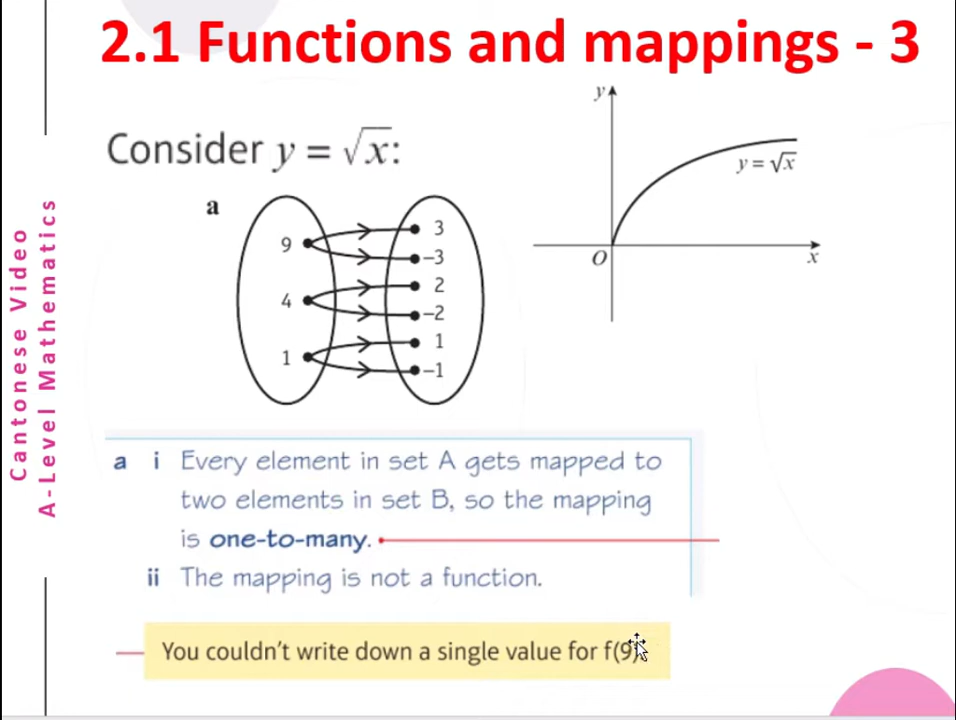 2.1 Functions and mappings - 3
Cantonese Video
A-Level Mathematics
Consider y = √x:
a
9
4
1
3
−3
2
−2
1
−1
y
y = √x
O
x
a i Every element in set A gets mapped to
two elements in set B, so the mapping
is one-to-many.
ii The mapping is not a function.
You couldn't write down a single value for f(9)